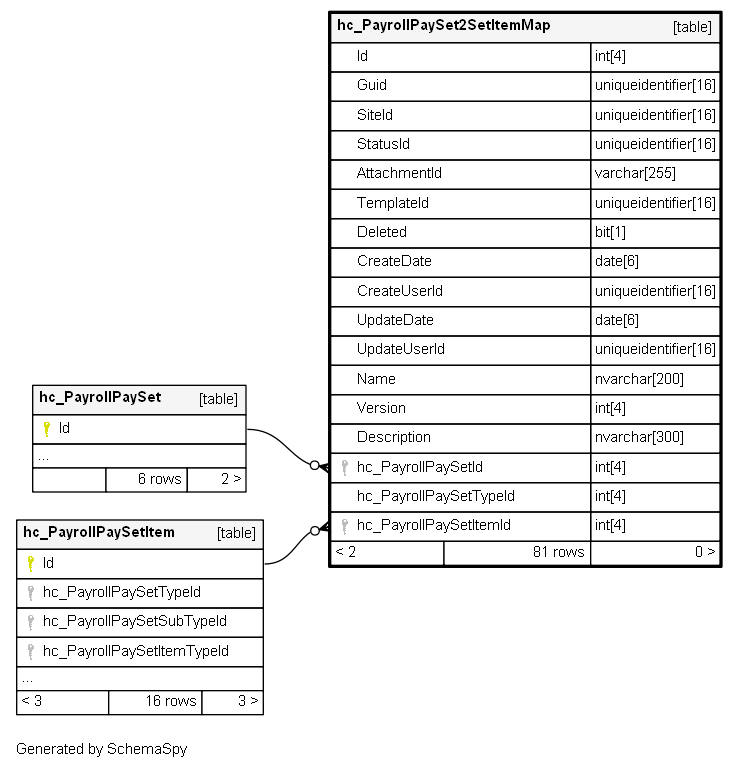 hc_PayrollPaySet2SetItemMap [table]
Id int[4]
Guid uniqueidentifier[16]
SiteId uniqueidentifier[16]
StatusId uniqueidentifier[16]
AttachmentId varchar[255]
TemplateId uniqueidentifier[16]
Deleted bit[1]
CreateDate date[6]
CreateUserId uniqueidentifier[16]
UpdateDate date[6]
UpdateUserId uniqueidentifier[16]
Name nvarchar[200]
Version int[4]
Description nvarchar[300]
hc_PayrollPaySetId int[4]
hc_PayrollPaySetTypeId int[4]
hc_PayrollPaySetItemId int[4]
< 2 81 rows 0 >
hc_PayrollPaySet [table]
Id
...
6 rows 2 >
hc_PayrollPaySetItem [table]
Id
hc_PayrollPaySetTypeId
hc_PayrollPaySetSubTypeId
hc_PayrollPaySetItemTypeId
...
< 3 16 rows 3 >
Generated by SchemaSpy